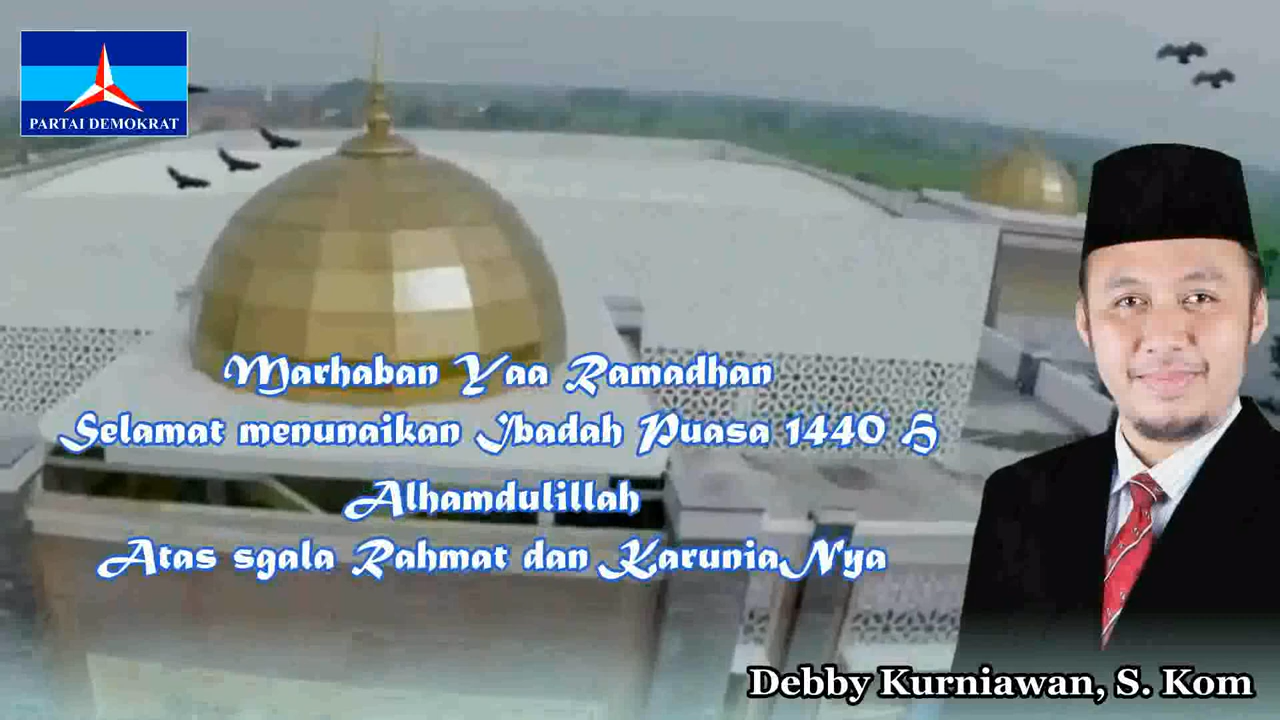 PARTAI DEMOKRAT
Marhaban Yaa Ramadhan
Selamat menunaikan Ibadah Puasa 1440 H
Alhamdulillah
Atas sgala Rahmat dan KaruniaNya
Debby Kurniawan, S. Kom